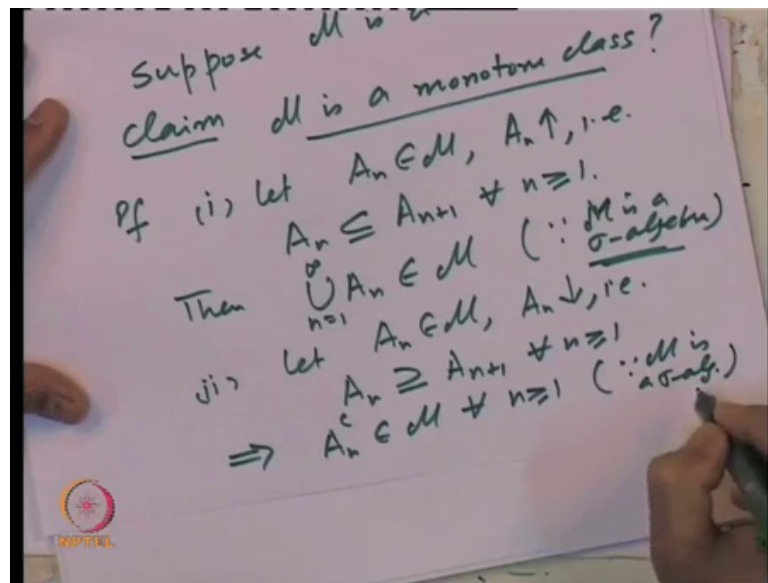 Suppose M is a
claim M is a monotone class?
Pf (i) Let Aₙ ∈ M, Aₙ ↑, i.e.
Aₙ ⊆ Aₙ₊₁ ∀ n ≥ 1.
Then ⋃_{n=1}^{∞} Aₙ ∈ M (∵ M is a σ-algebra)
ii) Let Aₙ ∈ M, Aₙ ↓, i.e.
Aₙ ⊇ Aₙ₊₁ ∀ n ≥ 1
⇒ Aₙᶜ ∈ M ∀ n ≥ 1 (∵ M is a σ-alg.)
NPTEL